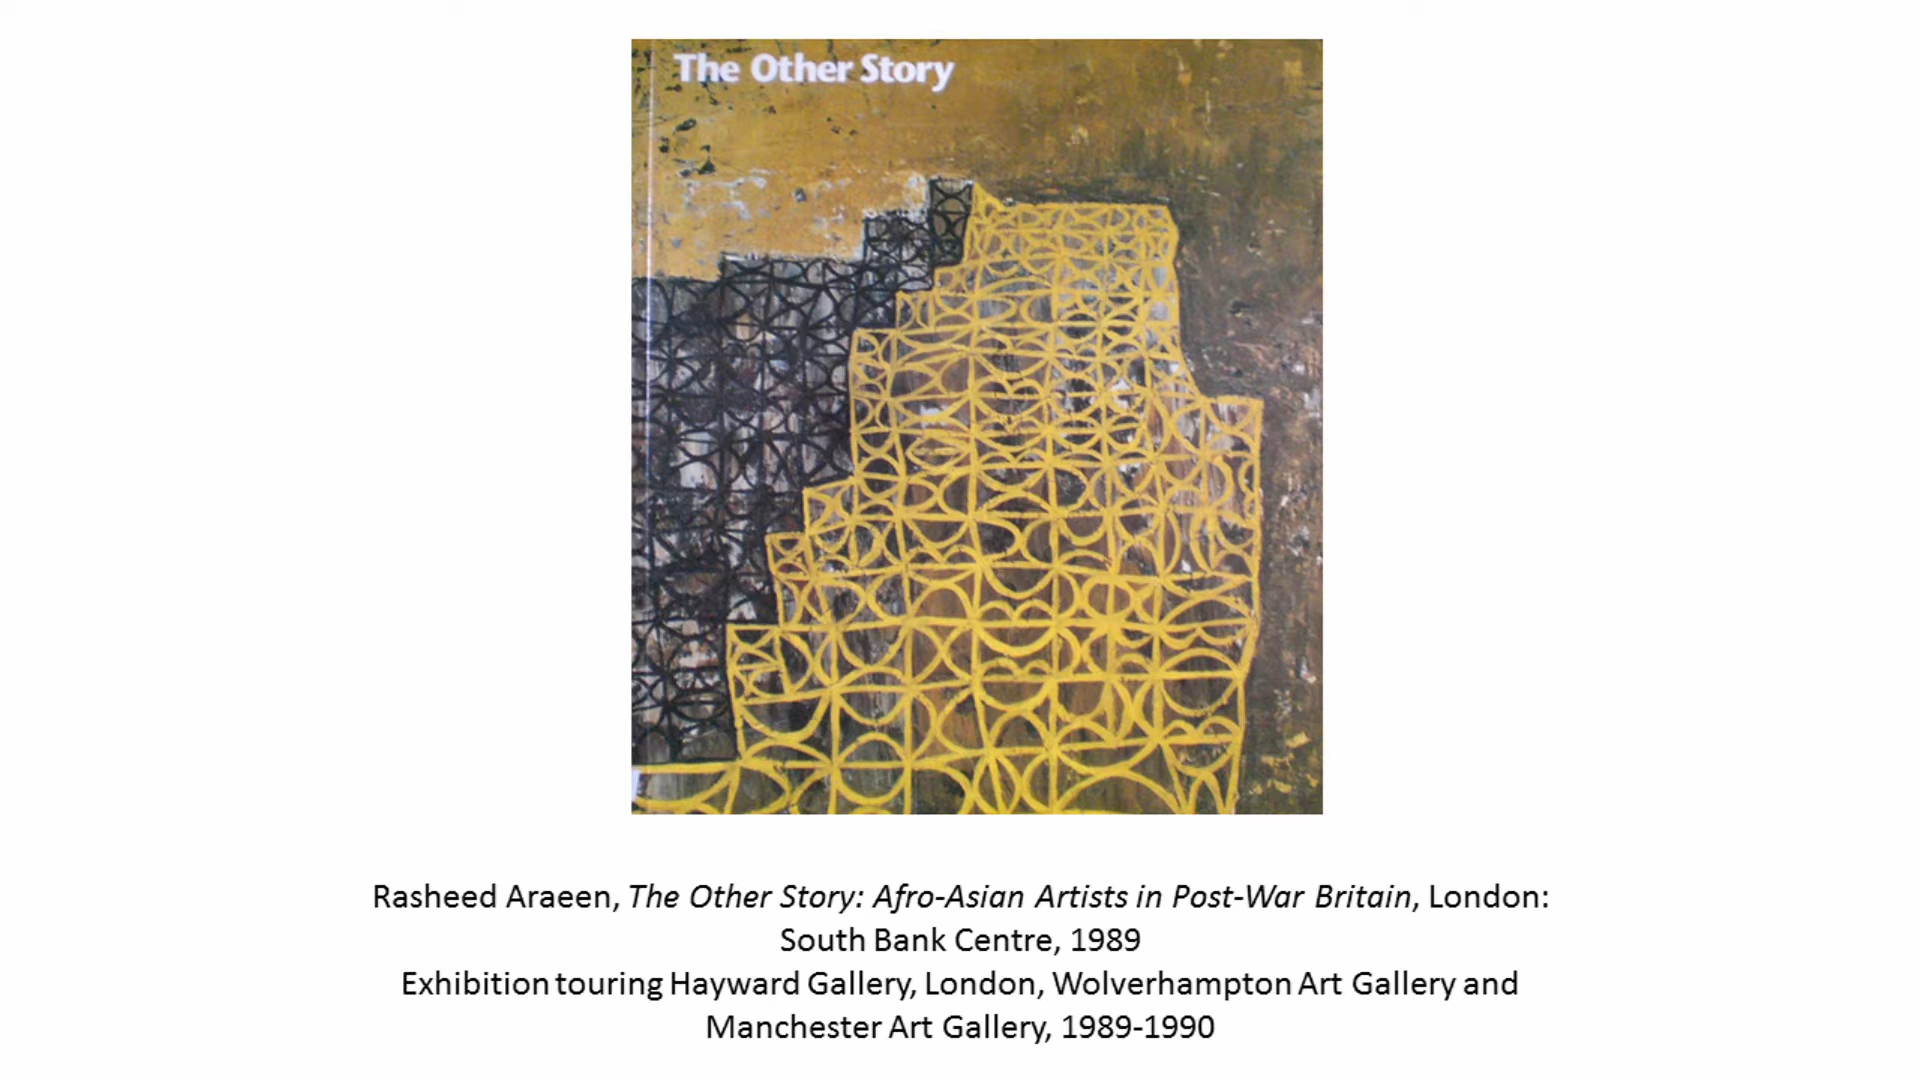 The Other Story
Rasheed Araeen, The Other Story: Afro-Asian Artists in Post-War Britain, London:
South Bank Centre, 1989
Exhibition touring Hayward Gallery, London, Wolverhampton Art Gallery and
Manchester Art Gallery, 1989-1990